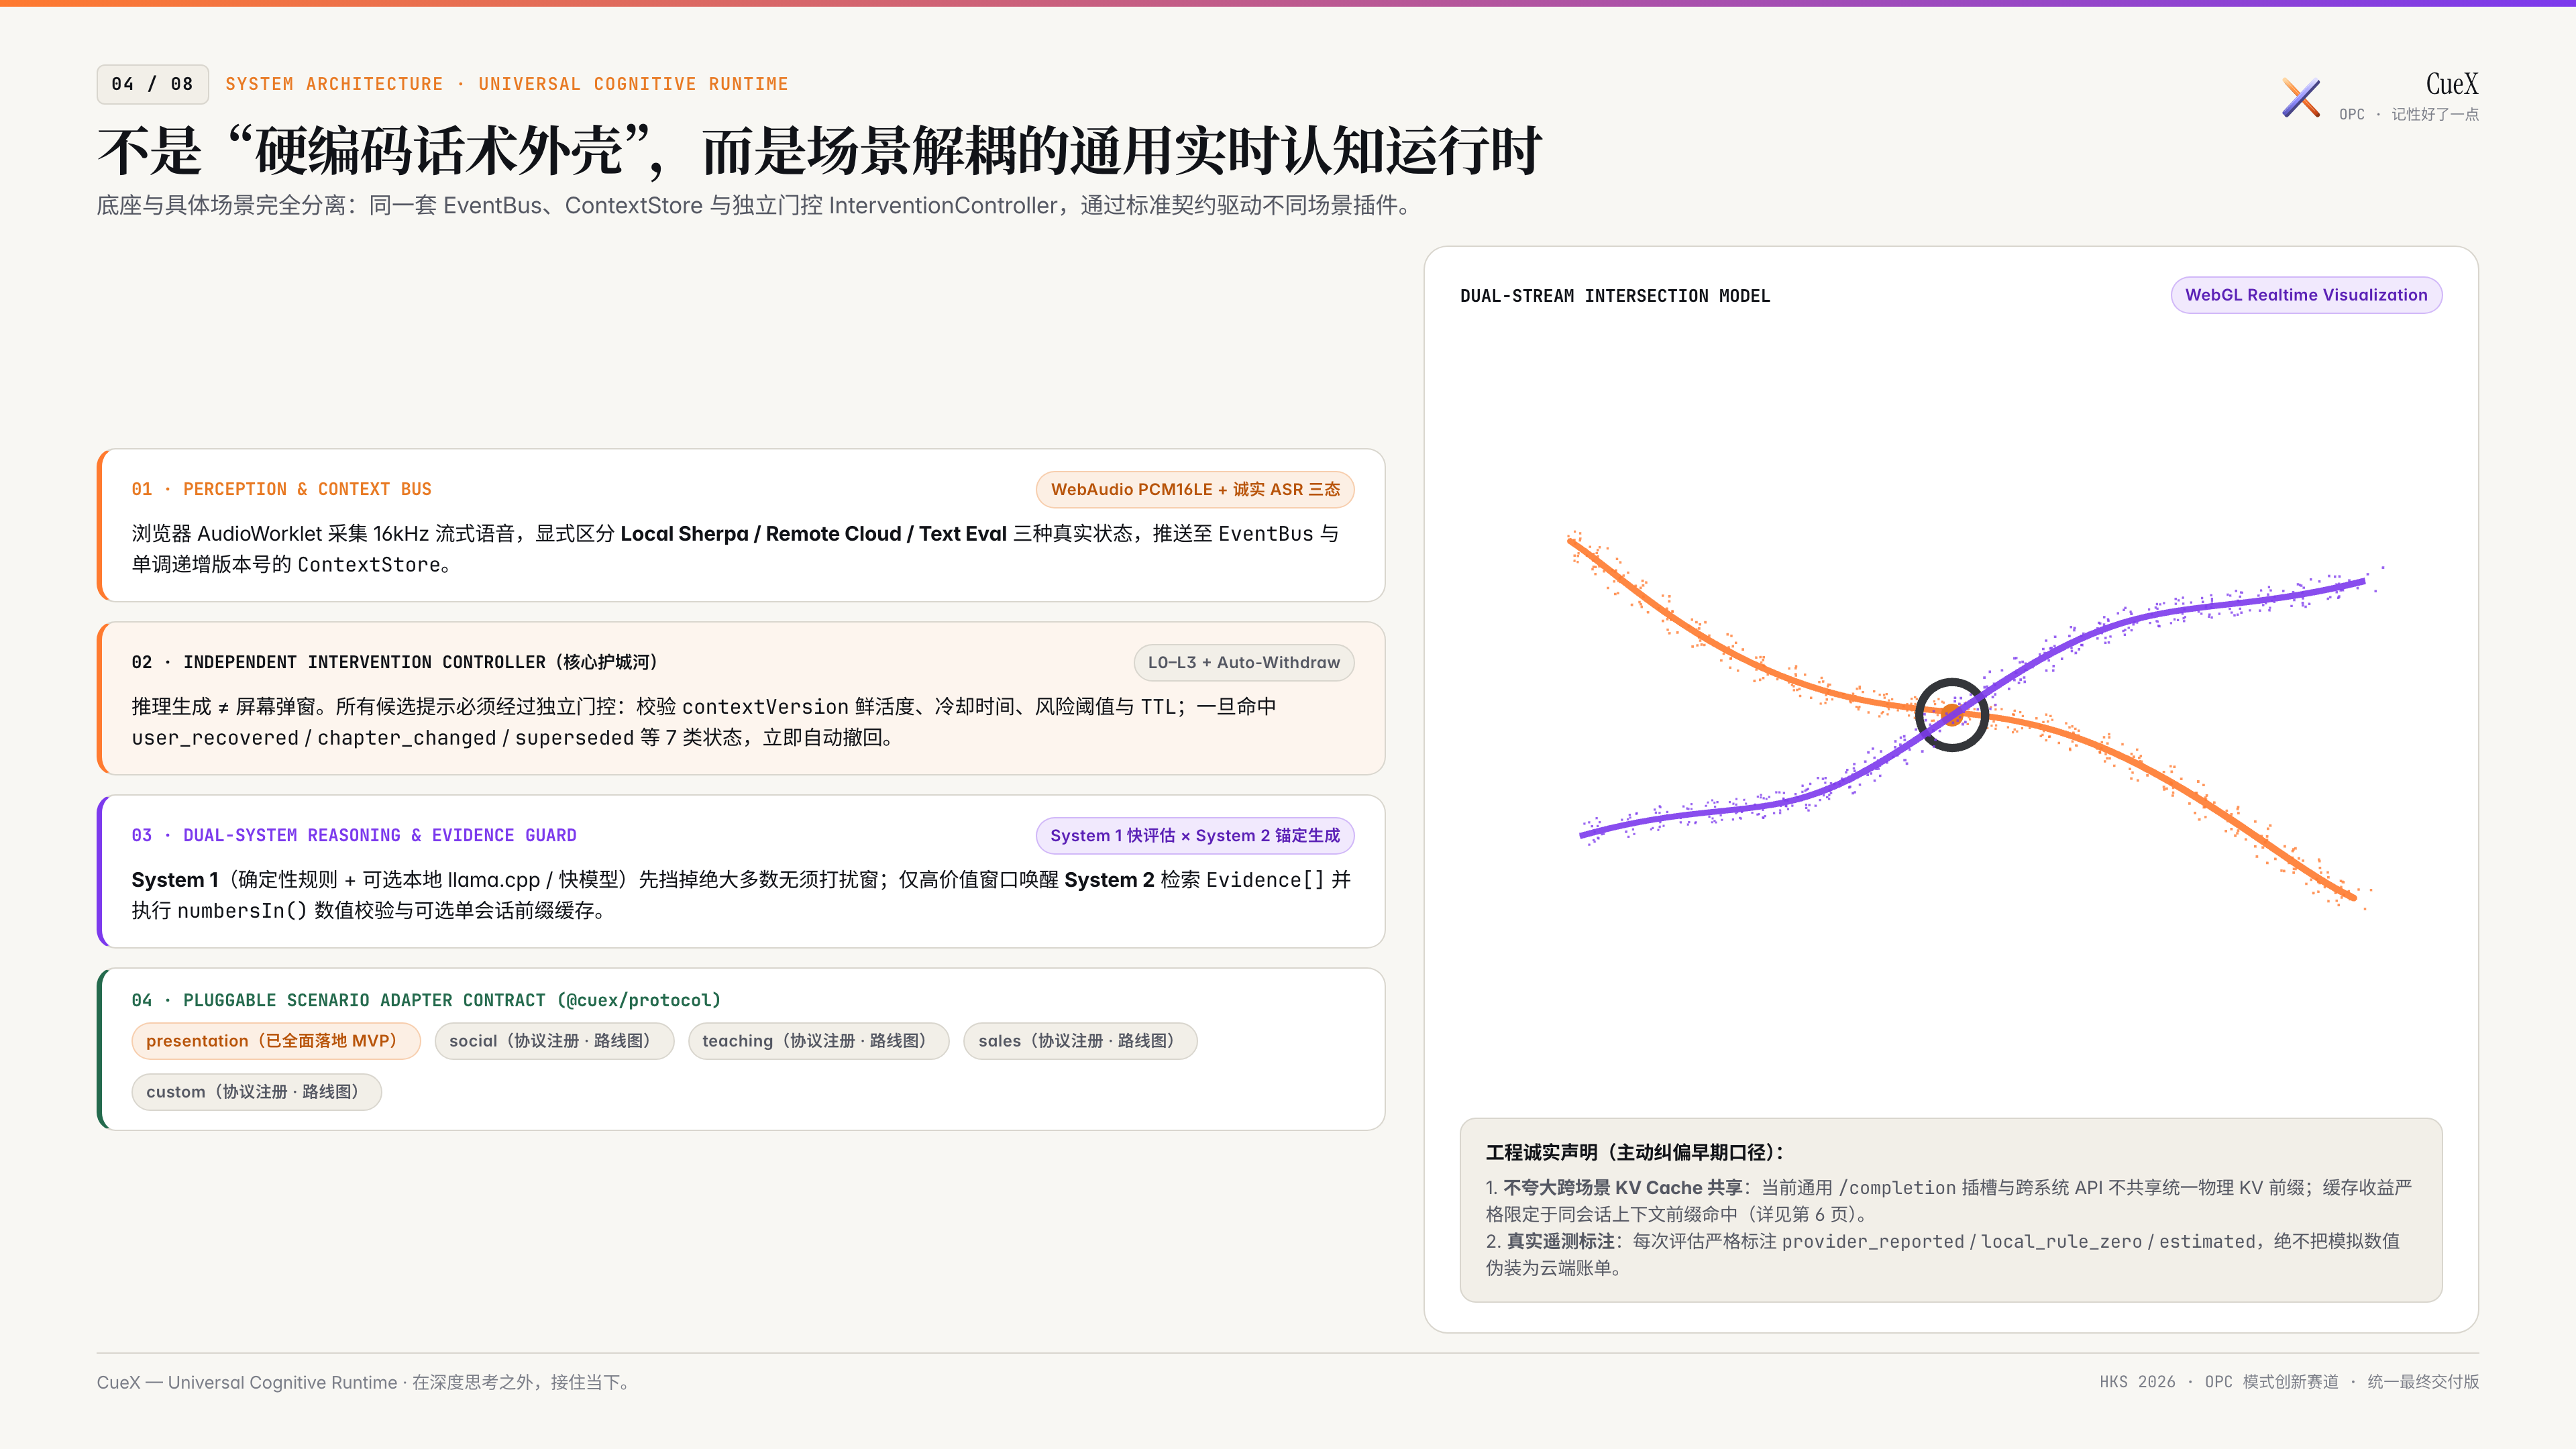 04 / 08
SYSTEM ARCHITECTURE · UNIVERSAL COGNITIVE RUNTIME
CueX
OPC · 记性好了一点
不是“硬编码话术外壳”，而是场景解耦的通用实时认知运行时
底座与具体场景完全分离：同一套 EventBus、ContextStore 与独立门控 InterventionController，通过标准契约驱动不同场景插件。
01 · PERCEPTION & CONTEXT BUS
WebAudio PCM16LE + 诚实 ASR 三态
浏览器 AudioWorklet 采集 16kHz 流式语音，显式区分 Local Sherpa / Remote Cloud / Text Eval 三种真实状态，推送至 EventBus 与
单调递增版本号的 ContextStore。
02 · INDEPENDENT INTERVENTION CONTROLLER（核心护城河）
L0–L3 + Auto-Withdraw
推理生成 ≠ 屏幕弹窗。所有候选提示必须经过独立门控：校验 contextVersion 鲜活度、冷却时间、风险阈值与 TTL；一旦命中
user_recovered / chapter_changed / superseded 等 7 类状态，立即自动撤回。
03 · DUAL-SYSTEM REASONING & EVIDENCE GUARD
System 1 快评估 × System 2 锚定生成
System 1（确定性规则 + 可选本地 llama.cpp / 快模型）先挡掉绝大多数无须打扰窗；仅高价值窗口唤醒 System 2 检索 Evidence[] 并
执行 numbersIn() 数值校验与可选单会话前缀缓存。
04 · PLUGGABLE SCENARIO ADAPTER CONTRACT (@cuex/protocol)
presentation（已全面落地 MVP）
social（协议注册 · 路线图）
teaching（协议注册 · 路线图）
sales（协议注册 · 路线图）
custom（协议注册 · 路线图）
DUAL-STREAM INTERSECTION MODEL
WebGL Realtime Visualization
工程诚实声明（主动纠偏早期口径）：
1. 不夸大跨场景 KV Cache 共享：当前通用 /completion 插槽与跨系统 API 不共享统一物理 KV 前缀；缓存收益严
格限定于同会话上下文前缀命中（详见第 6 页）。
2. 真实遥测标注：每次评估严格标注 provider_reported / local_rule_zero / estimated，绝不把模拟数值
伪装为云端账单。
CueX — Universal Cognitive Runtime · 在深度思考之外，接住当下。
HKS 2026 · OPC 模式创新赛道 · 统一最终交付版